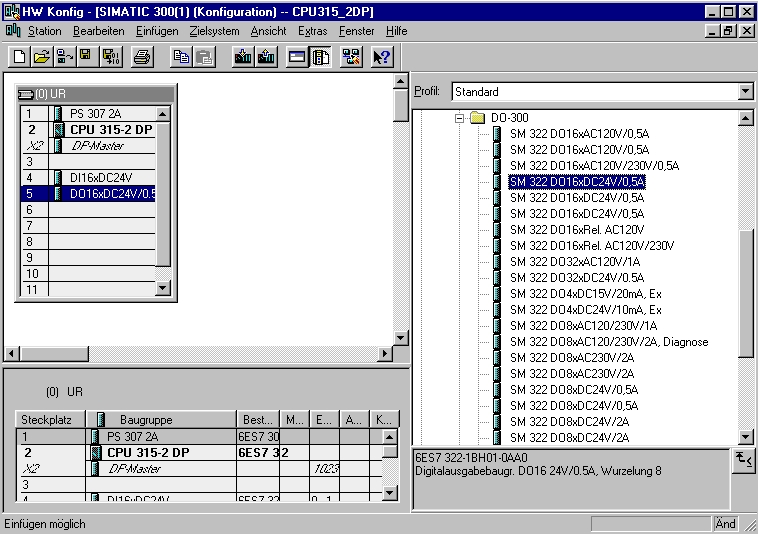 HW Konfig - [SIMATIC 300(1) (Konfiguration) -- CPU315_2DP]
Station Bearbeiten Einfügen Zielsystem Ansicht Extras Fenster Hilfe
(0) UR
1 PS 307 2A
2 CPU 315-2 DP
X2 DP-Master
3
4 DI16xDC24V
5 DO16xDC24V/0.5
6
7
8
9
10
11
Profil: Standard
DO-300
SM 322 DO16xAC120V/0,5A
SM 322 DO16xAC120V/0,5A
SM 322 DO16xAC120V/230V/0,5A
SM 322 DO16xDC24V/0,5A
SM 322 DO16xDC24V/0,5A
SM 322 DO16xDC24V/0,5A
SM 322 DO16xRel. AC120V
SM 322 DO16xRel. AC120V/230V
SM 322 DO32xAC120V/1A
SM 322 DO32xDC24V/0.5A
SM 322 DO4xDC15V/20mA, Ex
SM 322 DO4xDC24V/10mA, Ex
SM 322 DO8xAC120/230V/1A
SM 322 DO8xAC120/230V/2A, Diagnose
SM 322 DO8xAC230V/2A
SM 322 DO8xAC230V/2A
SM 322 DO8xDC24V/0,5A
SM 322 DO8xDC24V/0,5A
SM 322 DO8xDC24V/2A
SM 322 DO8xDC24V/2A
(0) UR
Steckplatz Baugruppe Best... M... E... A... K...
1 PS 307 2A 6ES7 30
2 CPU 315-2 DP 6ES7 32
X2 DP-Master 1023
3
4 DI16xDC24V 6ES7 32 0...1
6ES7 322-1BH01-0AA0
Digitalausgabebaugr. DO16 24V/0.5A, Wurzelung 8
Einfügen möglich
Änd